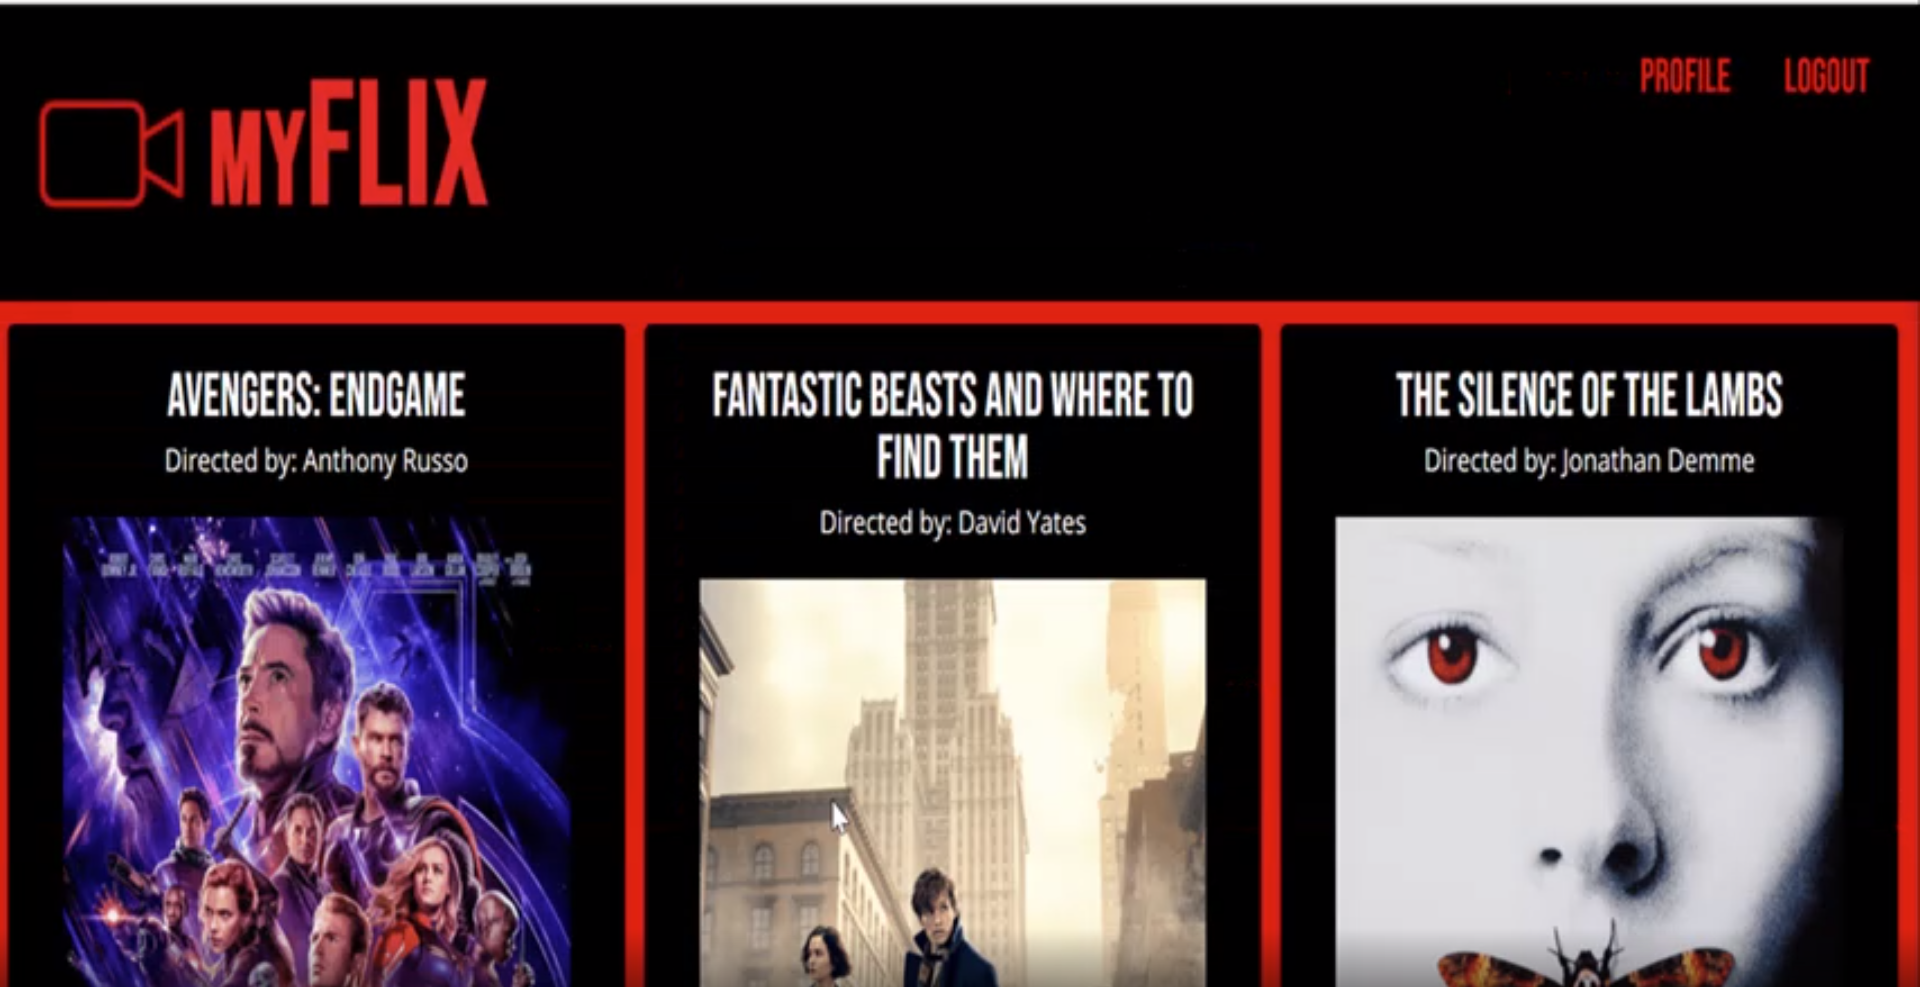 PROFILE LOGOUT
MYFLIX
AVENGERS: ENDGAME
Directed by: Anthony Russo
FANTASTIC BEASTS AND WHERE TO
FIND THEM
Directed by: David Yates
THE SILENCE OF THE LAMBS
Directed by: Jonathan Demme